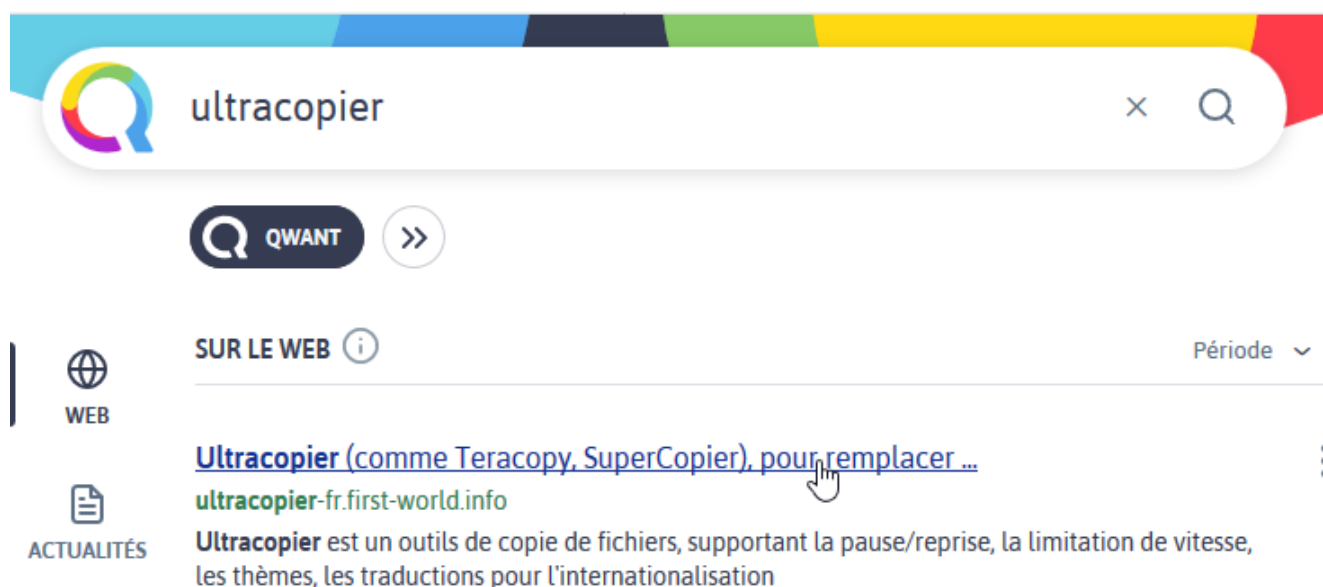 ultracopier
QWANT
SUR LE WEB
Période
WEB
Ultracopier (comme Teracopy, SuperCopier), pour remplacer ...
ultracopier-fr.first-world.info
ACTUALITÉS
Ultracopier est un outils de copie de fichiers, supportant la pause/reprise, la limitation de vitesse,
les thèmes, les traductions pour l'internationalisation